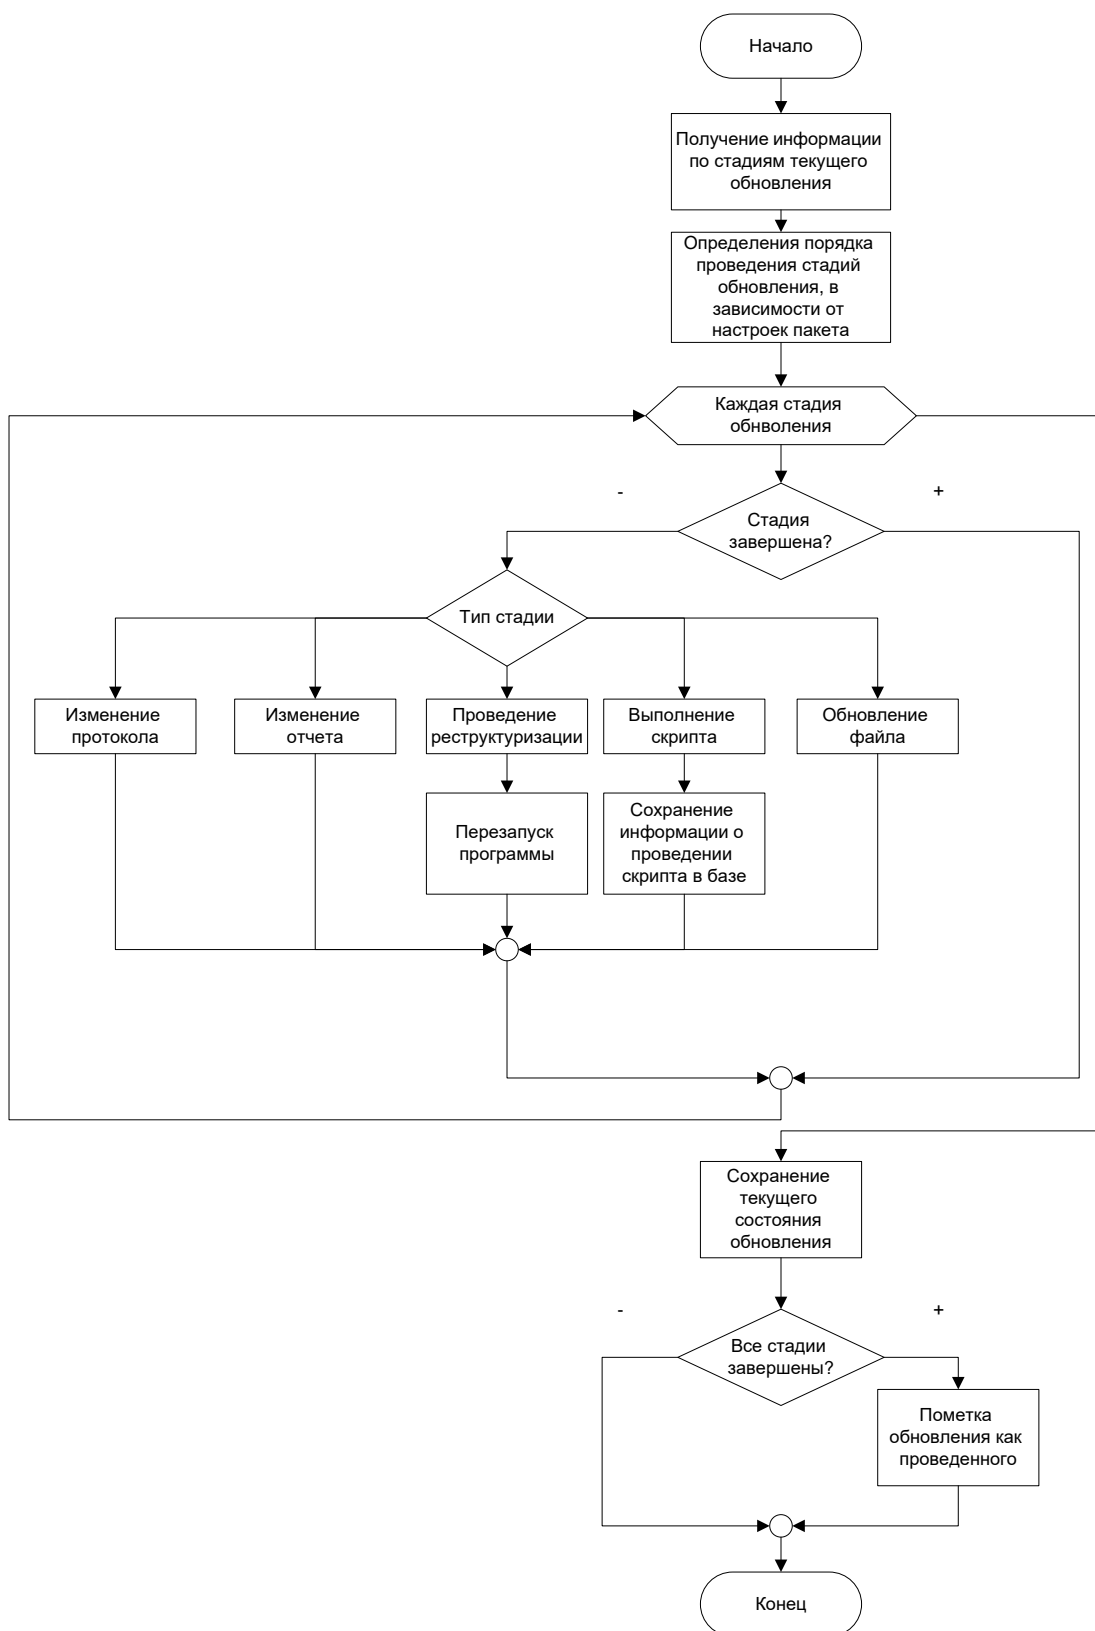 Начало
Получение информации
по стадиям текущего
обновления
Определения порядка
проведения стадий
обновления, в
зависимости от
настроек пакета
Каждая стадия
обнволения
-
+
Стадия
завершена?
Тип стадии
Изменение
протокола
Изменение
отчета
Проведение
реструктуризации
Выполнение
скрипта
Обновление
файла
Перезапуск
программы
Сохранение
информации о
проведении
скрипта в базе
Сохранение
текущего
состояния
обновления
-
+
Все стадии
завершены?
Пометка
обновления как
проведенного
Конец